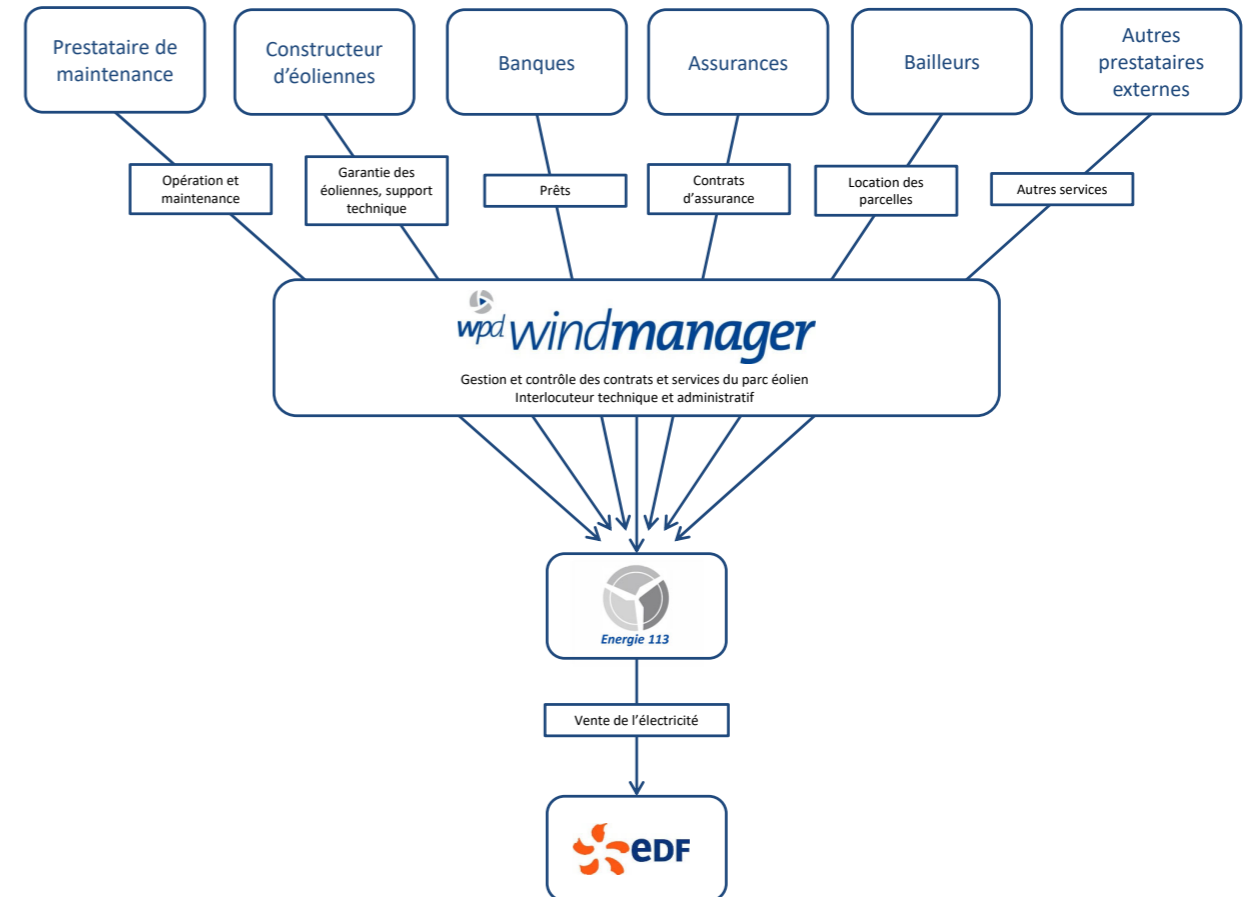 Prestataire de
maintenance
Constructeur
d'éoliennes
Banques
Assurances
Bailleurs
Autres
prestataires
externes
Opération et
maintenance
Garantie des
éoliennes, support
technique
Prêts
Contrats
d'assurance
Location des
parcelles
Autres services
wpd windmanager
Gestion et contrôle des contrats et services du parc éolien
Interlocuteur technique et administratif
Energie 113
Vente de l'électricité
eDF